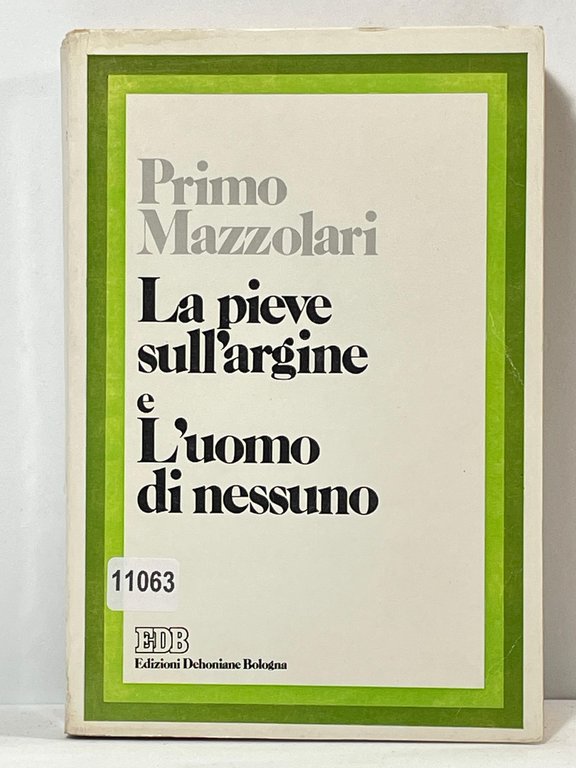 Primo
Mazzolari
La pieve
sull'argine
e
L'uomo
di nessuno
11063
EDB
Edizioni Dehoniane Bologna